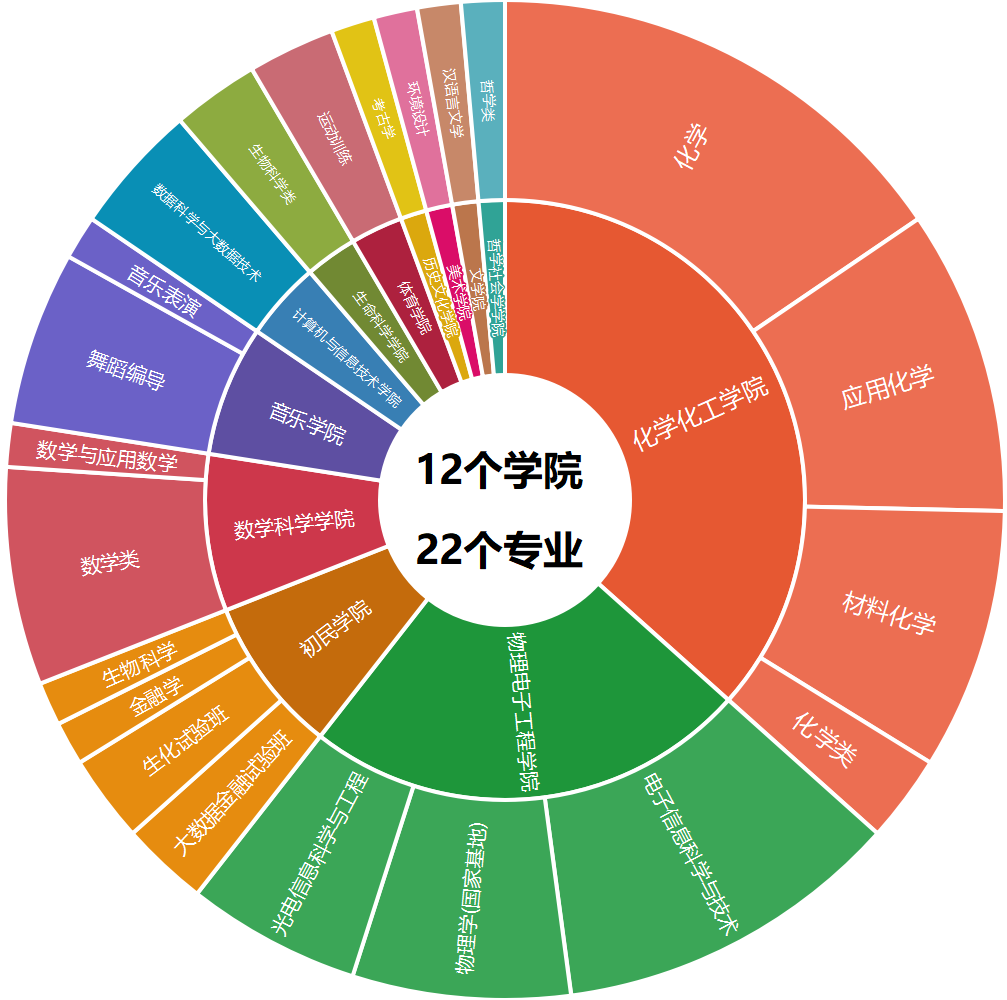 12个学院
22个专业
化学化工学院
化学
应用化学
材料化学
化学类
物理电子工程学院
电子信息科学与技术
物理学(国家基地)
光电信息科学与工程
初民学院
大数据金融试验班
生化试验班
金融学
生物科学
数学科学学院
数学类
数学与应用数学
音乐学院
舞蹈编导
音乐表演
计算机与信息技术学院
数据科学与大数据技术
生命科学学院
生物科学类
体育学院
运动训练
历史文化学院
考古学
美术学院
环境设计
文学院
汉语言文学
哲学社会学学院
哲学类